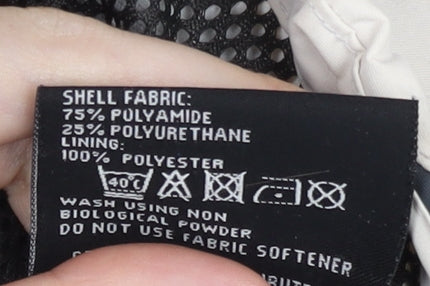 SHELL FABRIC:
75% POLYAMIDE
25% POLYURETHANE
LINING:
100% POLYESTER
40°C
WASH USING NON
BIOLOGICAL POWDER
DO NOT USE FABRIC SOFTENER